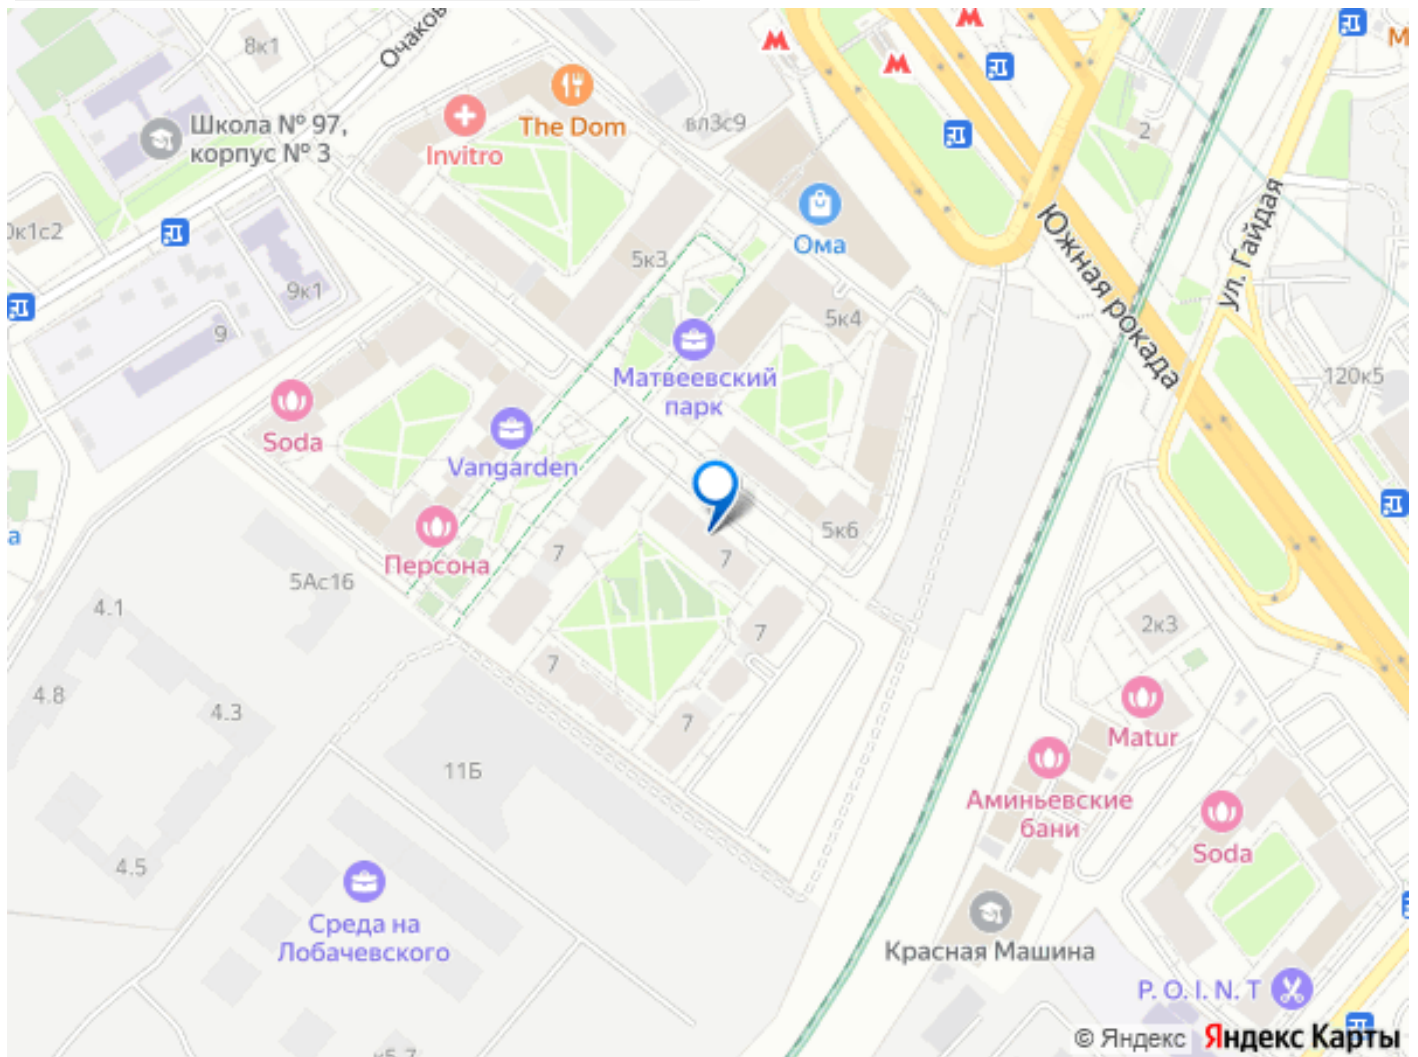 8к1
Очаков
Школа № 97,
корпус № 3
Invitro
The Dom
вл3с9
2
М
Ома
Южная рокада
ул. Гайдая
0к1с2
9к1
9
5к3
5к4
120к5
Матвеевский
парк
Soda
Vangarden
Персона
5к6
а
7
7
7
7
7
5Ас16
4.1
4.8
4.3
4.5
11Б
2к3
Matur
Аминьевские
бани
Soda
Среда на
Лобачевского
Красная Машина
P. O. I. N. T
© Яндекс Яндекс Карты